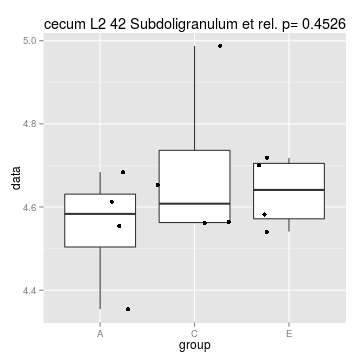 cecum L2 42 Subdoligranulum et rel. p= 0.4526
5.0
4.8
4.6
4.4
data
A
C
E
group